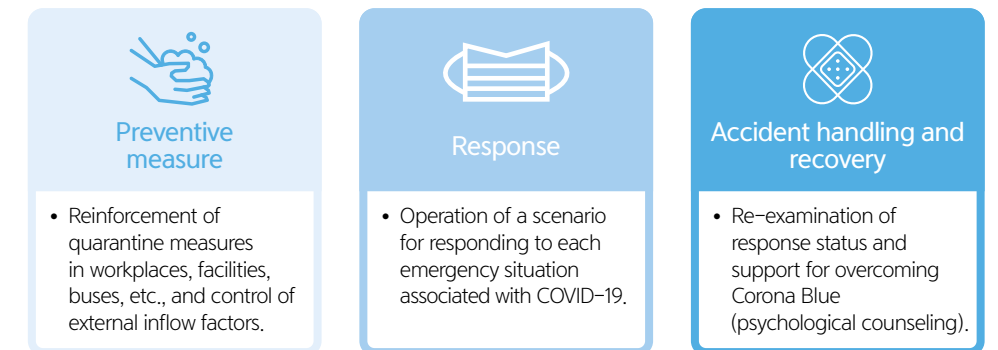 Preventive
measure
• Reinforcement of
quarantine measures
in workplaces, facilities,
buses, etc., and control of
external inflow factors.
Response
• Operation of a scenario
for responding to each
emergency situation
associated with COVID-19.
Accident handling and
recovery
• Re-examination of
response status and
support for overcoming
Corona Blue
(psychological counseling).